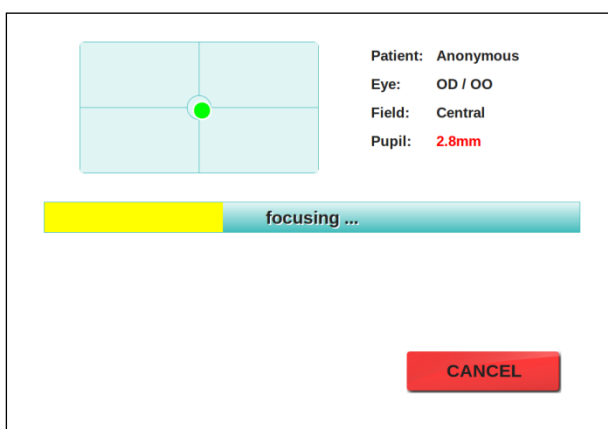 Patient: Anonymous
Eye: OD / OO
Field: Central
Pupil: 2.8mm
focusing ...
CANCEL